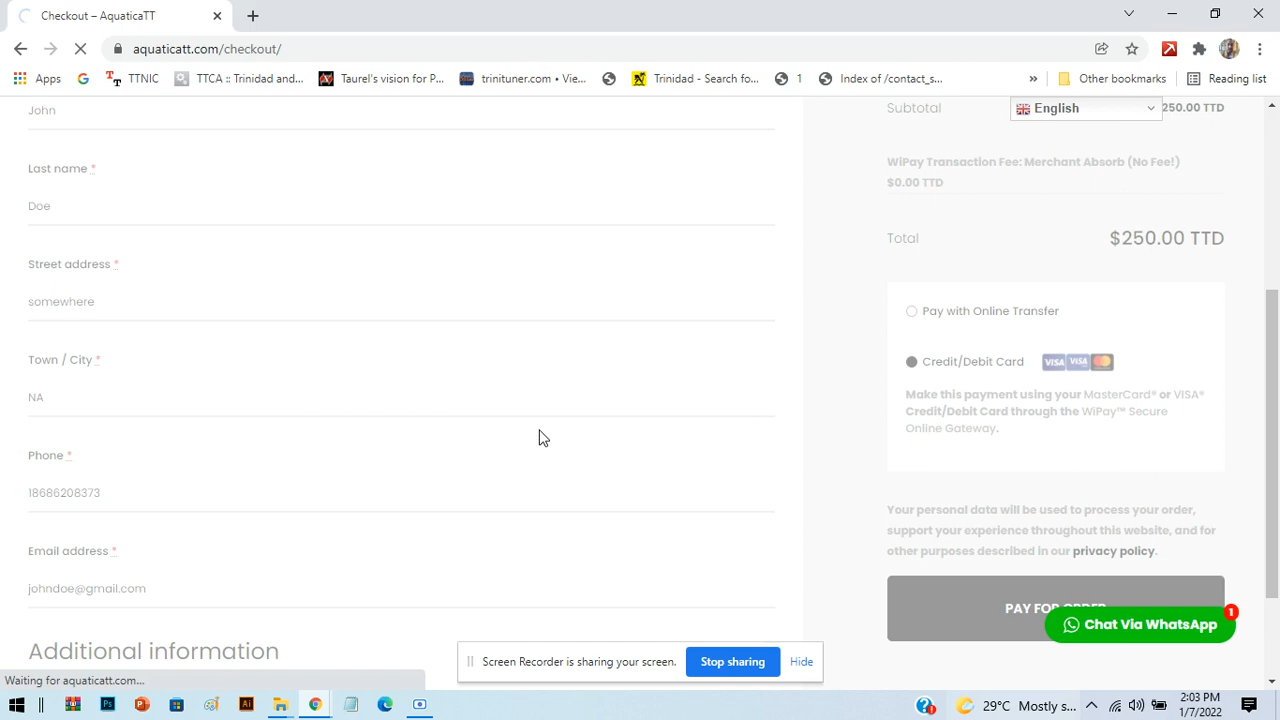 Checkout – AquaticaTT
aquaticatt.com/checkout/
Apps
TTNIC
TTCA :: Trinidad and...
Taurel's vision for P...
trinituner.com • Vie...
1
Trinidad - Search fo...
Index of /contact_s...
»
Other bookmarks
Reading list
John
Last name *
Doe
Street address *
somewhere
Town / City *
NA
Phone *
18686208373
Email address *
johndoe@gmail.com
Additional information
Subtotal
English
250.00 TTD
WiPay Transaction Fee: Merchant Absorb (No Fee!)
$0.00 TTD
Total
$250.00 TTD
Pay with Online Transfer
Credit/Debit Card
VISA VISA
Make this payment using your MasterCard® or VISA®
Credit/Debit Card through the WiPay™ Secure
Online Gateway.
Your personal data will be used to process your order,
support your experience throughout this website, and for
other purposes described in our privacy policy.
PAY FOR ORDER
Chat Via WhatsApp
1
Screen Recorder is sharing your screen.
Stop sharing
Hide
Waiting for aquaticatt.com...
29°C Mostly s...
2:03 PM
1/7/2022